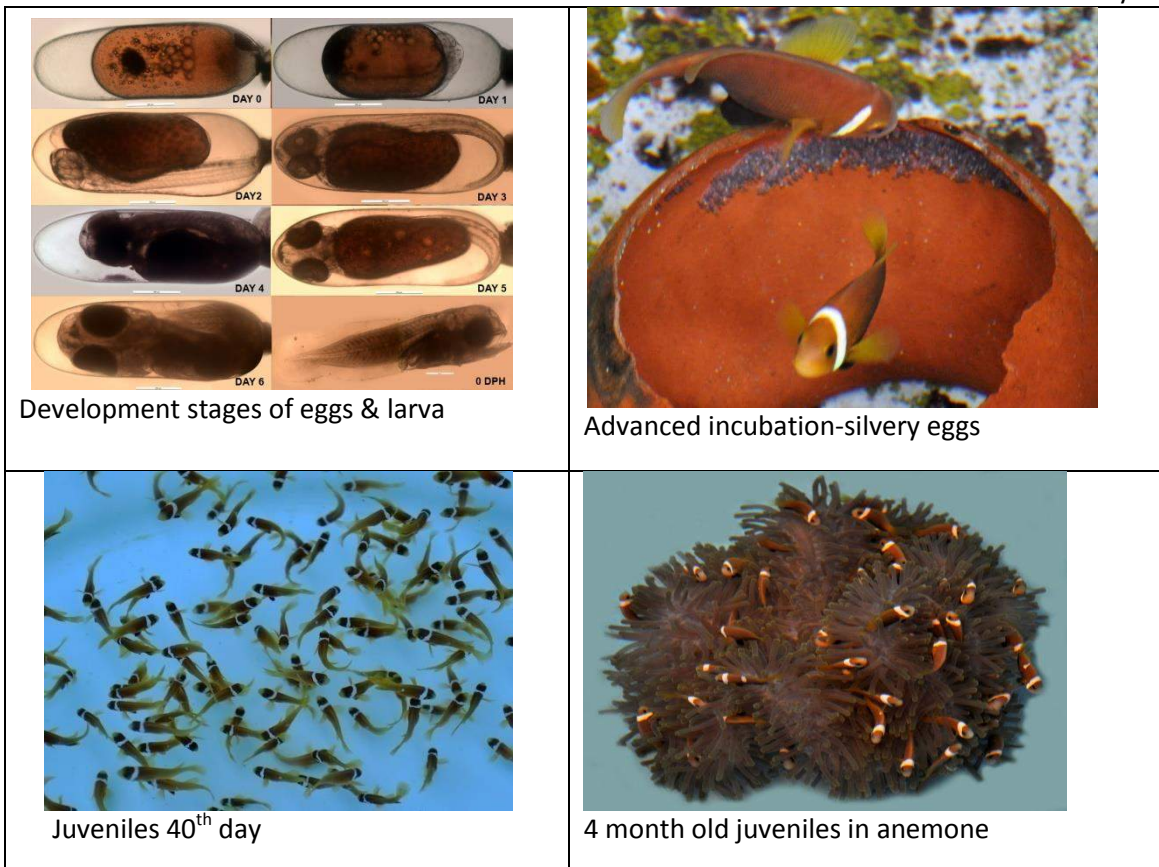 DAY 0
DAY 1
DAY2
DAY 3
DAY 4
DAY 5
DAY 6
0 DPH
Development stages of eggs & larva
Advanced incubation-silvery eggs
Juveniles 40th day
4 month old juveniles in anemone